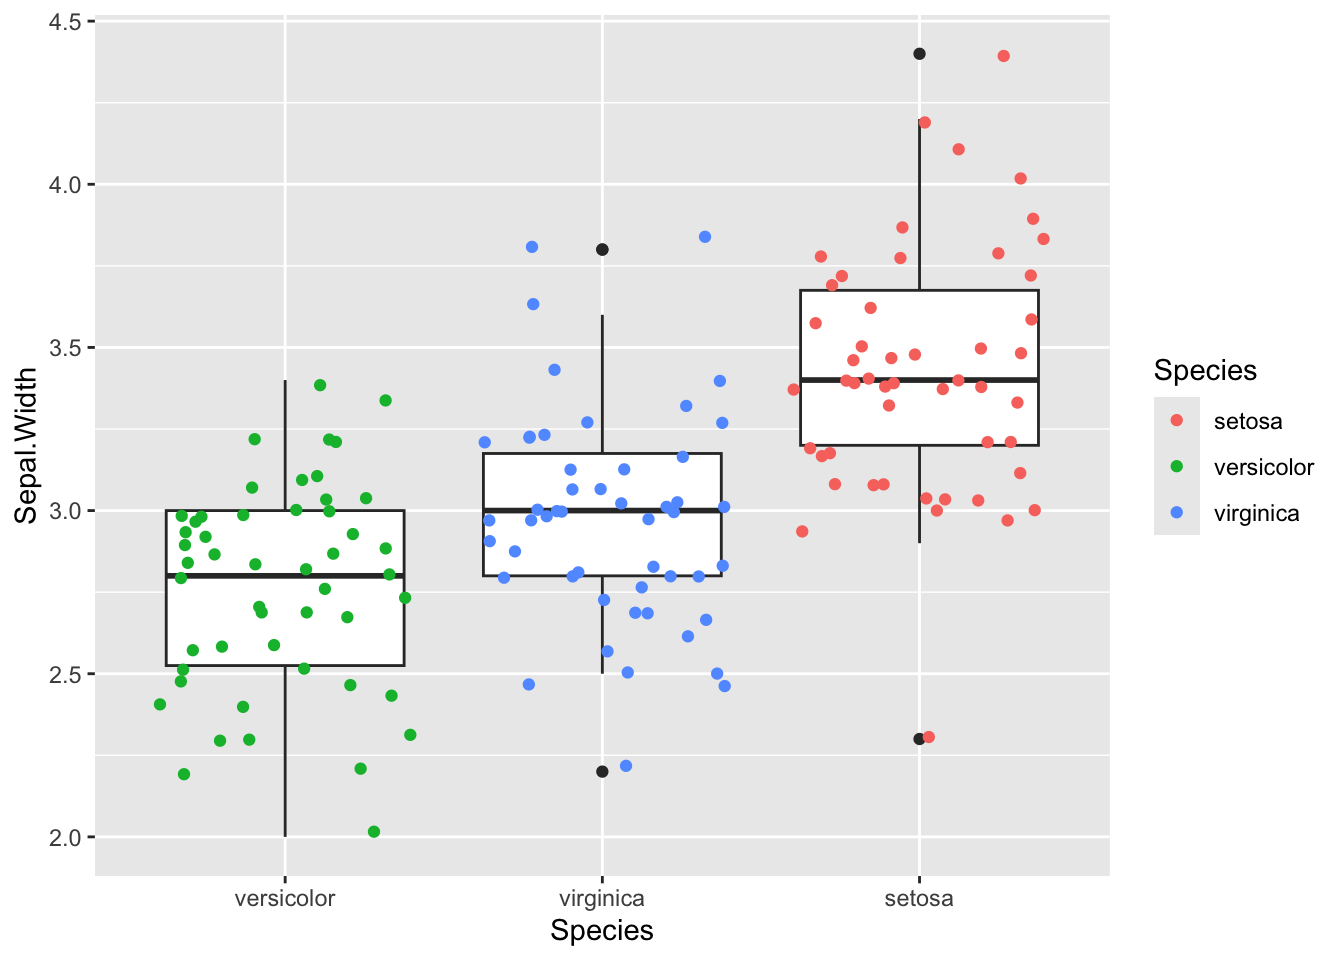 4.5
4.0
3.5
3.0
2.5
2.0
Sepal.Width
versicolor virginica setosa
Species
Species
setosa
versicolor
virginica